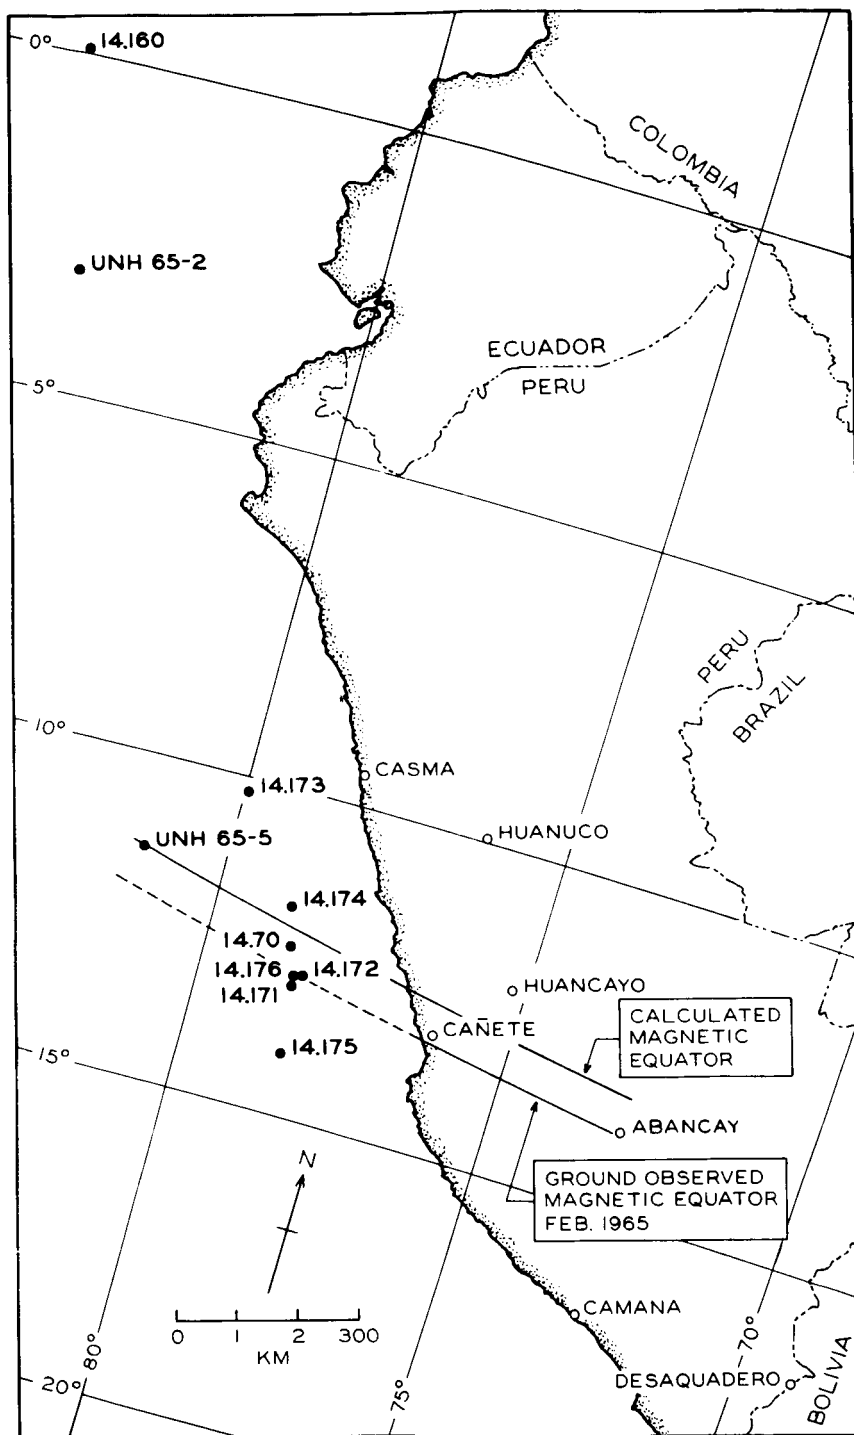 0°
14.160
COLOMBIA
UNH 65-2
ECUADOR
PERU
5°
PERU
BRAZIL
10°
14.173
CASMA
UNH 65-5
HUANUCO
14.174
14.70
14.176
14.172
14.171
HUANCAYO
CAÑETE
CALCULATED
MAGNETIC
EQUATOR
15°
14.175
ABANCAY
N
GROUND OBSERVED
MAGNETIC EQUATOR
FEB. 1965
0 1 2 300
KM
CAMANA
80°
75°
70°
DESAQUADERO
BOLIVIA
20°